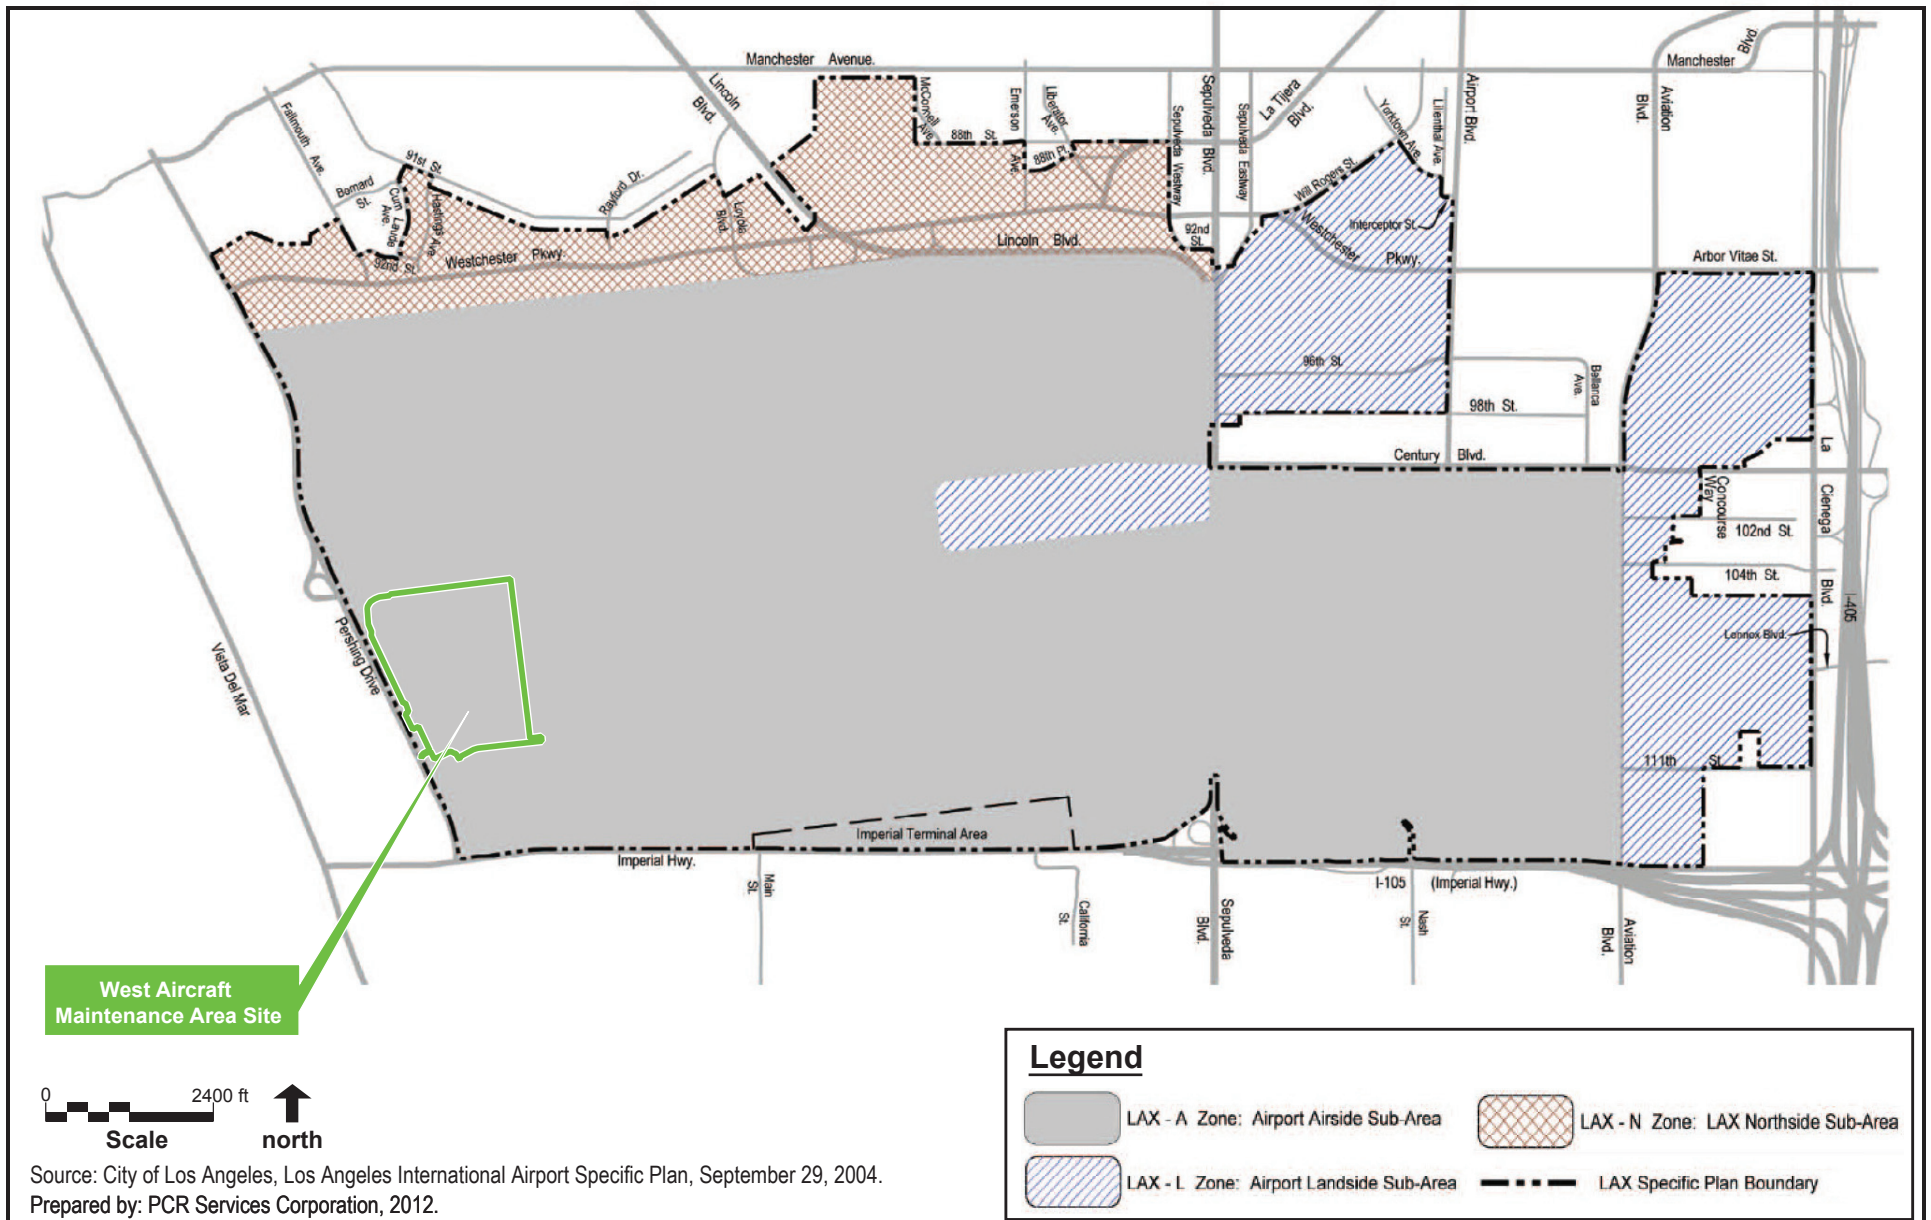 Manchester Avenue.
Manchester Blvd.
Lincoln Blvd.
McConnell Ave.
Emerson Ave.
Liberator Ave.
88th St.
88th Pl.
Sepulveda Westway
Sepulveda Blvd.
Sepulveda Eastway
La Tijera Blvd.
Yorktown Ave.
Lilienthal Ave.
Airport Blvd.
Aviation Blvd.
Fallmouth Ave.
91st St.
Bernard St.
Cum Laude Ave.
Hastings Ave
92nd St.
Rayford Dr.
Loyola Blvd.
Westchester Pkwy.
Lincoln Blvd.
92nd St.
Will Rogers St.
Interceptor St.
Westchester Pkwy.
Arbor Vitae St.
96th St.
98th St.
Bellanca Ave.
Century Blvd.
Concourse Way
102nd St.
104th St.
La Cienega Blvd.
I-405
Lennox Blvd.
111th St.
Pershing Drive
Vista Del Mar
Imperial Terminal Area
Imperial Hwy.
Main St.
California St.
Sepulveda Blvd.
I-105 (Imperial Hwy.)
Nash St.
Aviation Blvd.
West Aircraft
Maintenance Area Site
0 2400 ft
Scale
north
Legend
LAX - A Zone: Airport Airside Sub-Area
LAX - N Zone: LAX Northside Sub-Area
LAX - L Zone: Airport Landside Sub-Area
LAX Specific Plan Boundary
Source: City of Los Angeles, Los Angeles International Airport Specific Plan, September 29, 2004.
Prepared by: PCR Services Corporation, 2012.